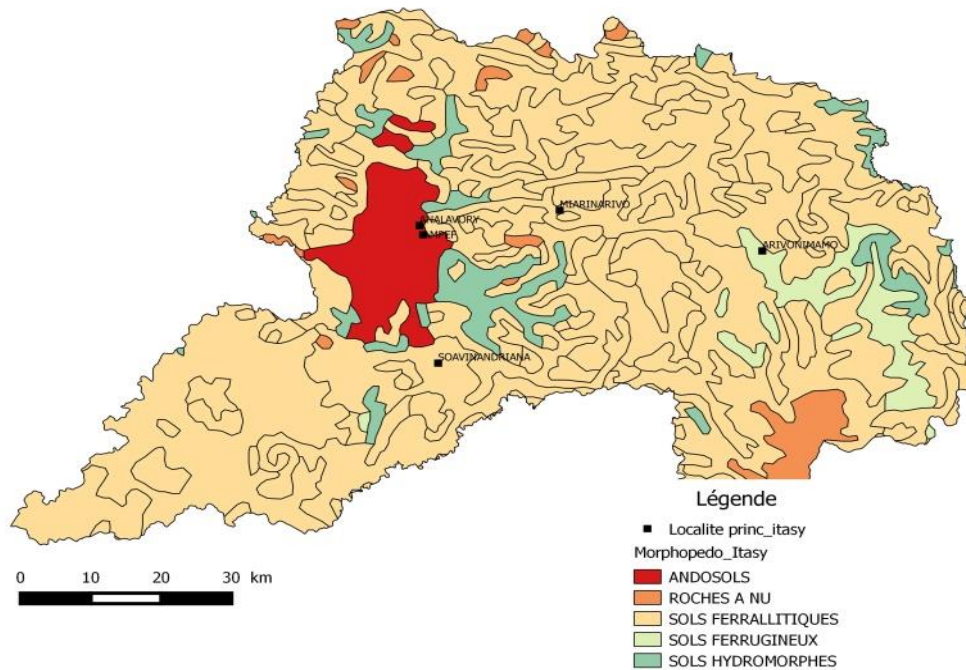 MIARINARIVO
ANALAVORY
AMPEF
ARIVONIMAMO
SOAVINANDRIANA
Légende
Localite princ_itasy
Morphopedo_Itasy
ANDOSOLS
ROCHES A NU
SOLS FERRALLITIQUES
SOLS FERRUGINEUX
SOLS HYDROMORPHES
0 10 20 30 km